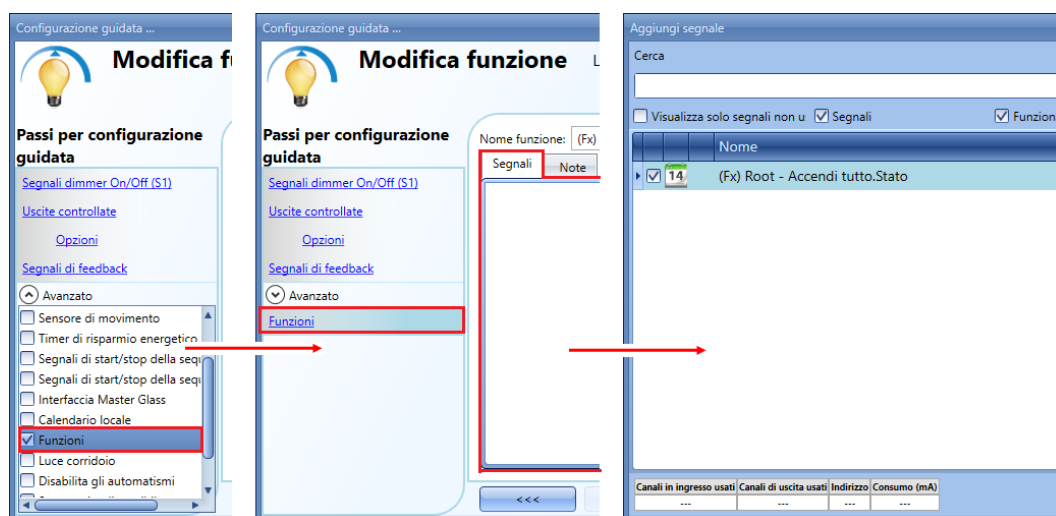 Configurazione guidata ...
Modifica fu
Passi per configurazione
guidata
Segnali dimmer On/Off (S1)
Uscite controllate
Opzioni
Segnali di feedback
Avanzato
Sensore di movimento
Timer di risparmio energetico
Segnali di start/stop della sequ
Segnali di start/stop della sequ
Interfaccia Master Glass
Calendario locale
Funzioni
Luce corridoio
Disabilita gli automatismi
Configurazione guidata ...
Modifica funzione L
Passi per configurazione
guidata
Segnali dimmer On/Off (S1)
Uscite controllate
Opzioni
Segnali di feedback
Avanzato
Funzioni
Nome funzione: (Fx)
Segnali Note
<<<
Aggiungi segnale
Cerca
Visualizza solo segnali non u Segnali Funzion
Nome
14 (Fx) Root - Accendi tutto.Stato
Canali in ingresso usati Canali di uscita usati Indirizzo Consumo (mA)
--- --- --- ---